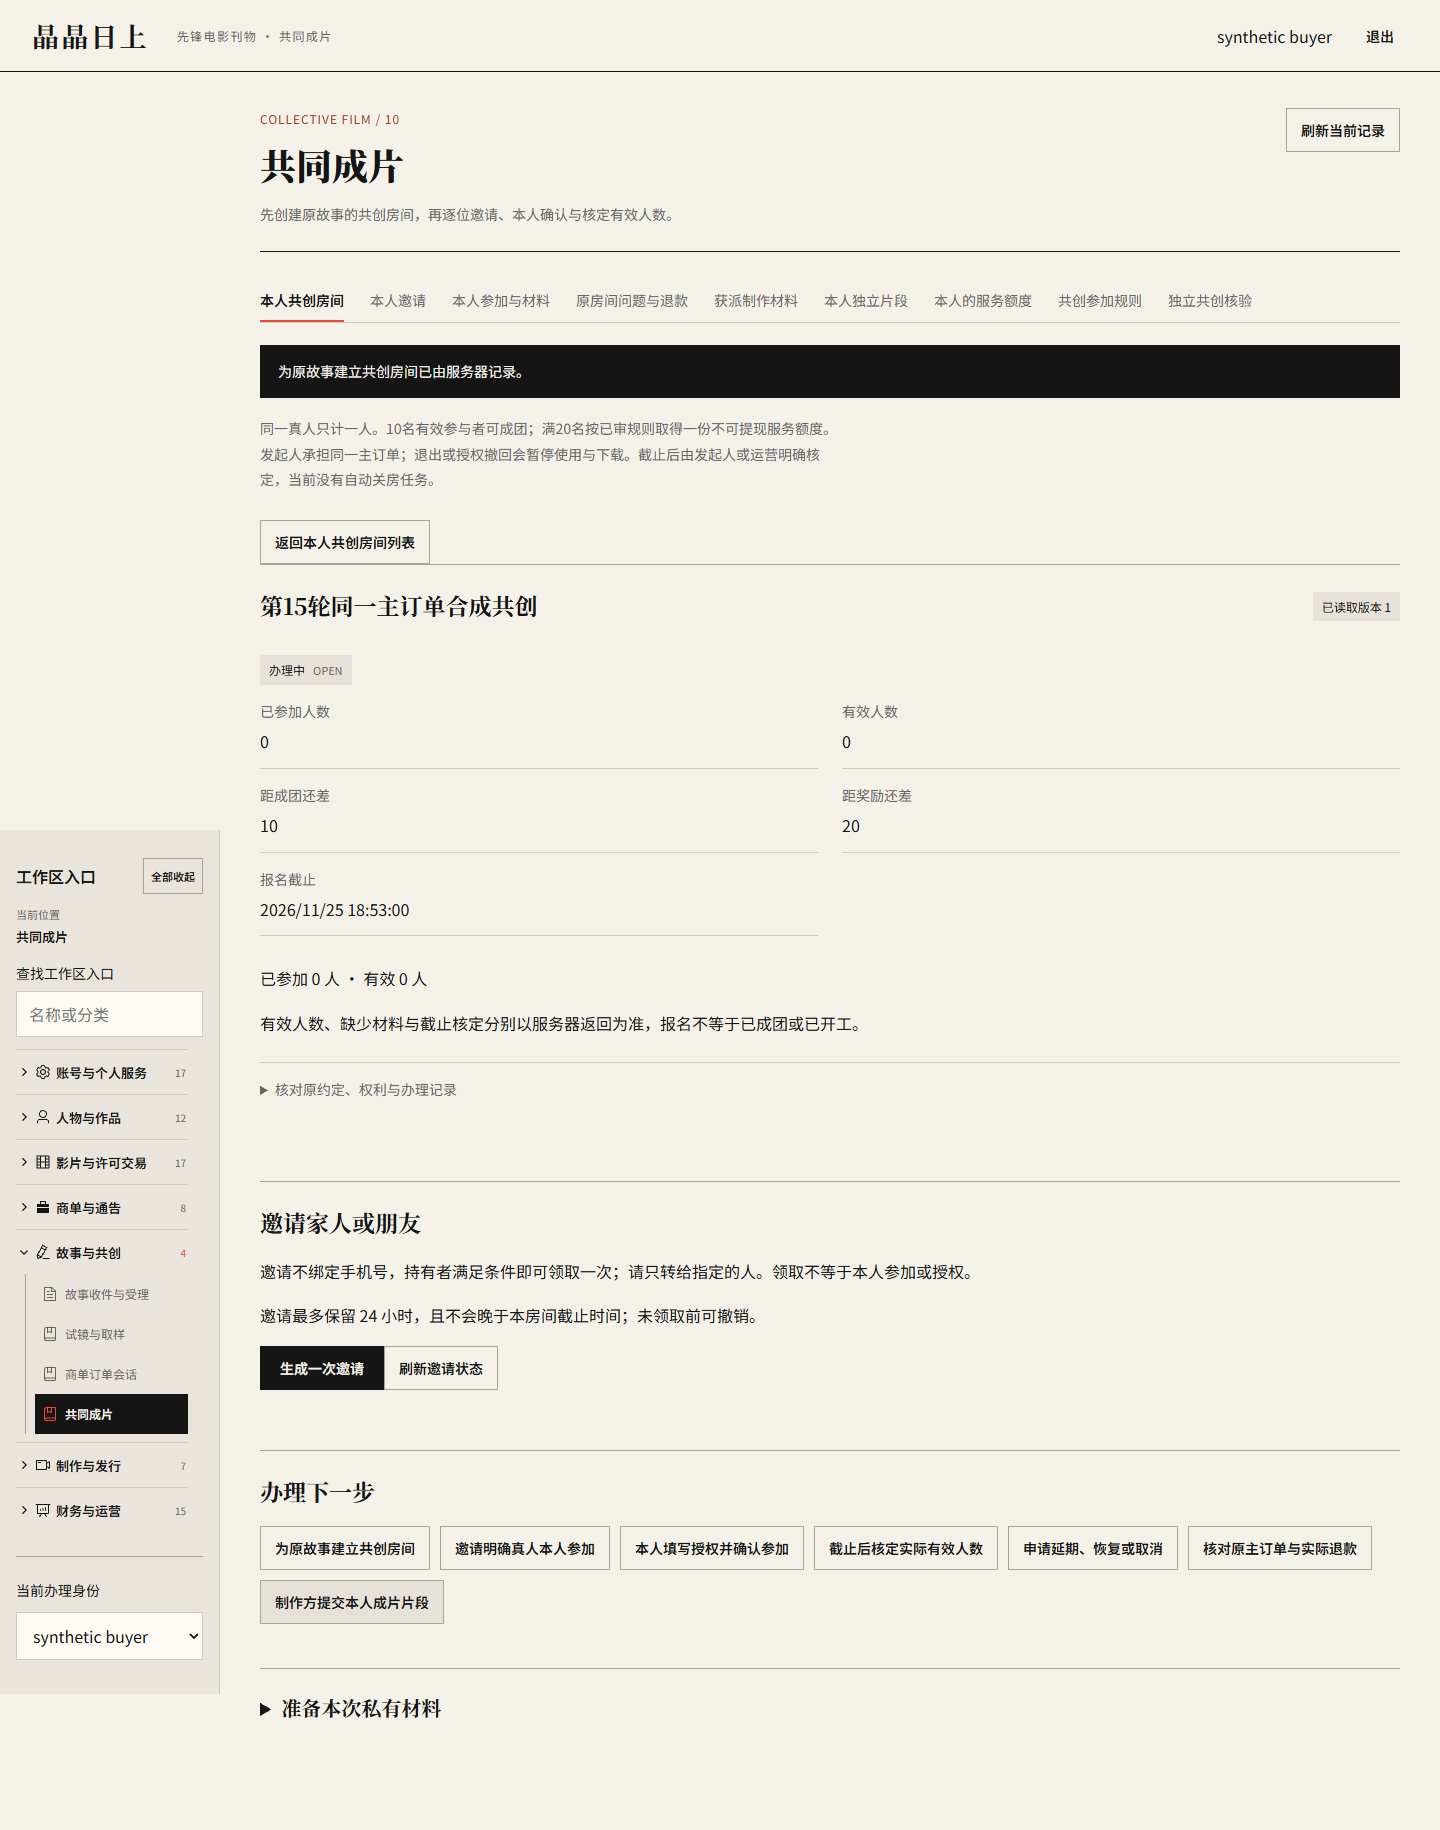 晶晶日上
先锋电影刊物 · 共同成片
synthetic buyer
退出
COLLECTIVE FILM / 10
共同成片
先创建原故事的共创房间，再逐位邀请、本人确认与核定有效人数。
刷新当前记录
本人共创房间
本人邀请
本人参加与材料
原房间问题与退款
获派制作材料
本人独立片段
本人的服务额度
共创参加规则
独立共创核验
为原故事建立共创房间已由服务器记录。
同一真人只计一人。10名有效参与者可成团；满20名按已审规则取得一份不可提现服务额度。
发起人承担同一主订单；退出或授权撤回会暂停使用与下载。截止后由发起人或运营明确核
定，当前没有自动关房任务。
返回本人共创房间列表
第15轮同一主订单合成共创
已读取版本 1
办理中 OPEN
已参加人数
0
有效人数
0
距成团还差
10
距奖励还差
20
报名截止
2026/11/25 18:53:00
已参加 0 人 · 有效 0 人
有效人数、缺少材料与截止核定分别以服务器返回为准，报名不等于已成团或已开工。
核对原约定、权利与办理记录
邀请家人或朋友
邀请不绑定手机号，持有者满足条件即可领取一次；请只转给指定的人。领取不等于本人参加或授权。
邀请最多保留 24 小时，且不会晚于本房间截止时间；未领取前可撤销。
生成一次邀请
刷新邀请状态
办理下一步
为原故事建立共创房间
邀请明确真人本人参加
本人填写授权并确认参加
截止后核定实际有效人数
申请延期、恢复或取消
核对原主订单与实际退款
制作方提交本人成片片段
准备本次私有材料
工作区入口
全部收起
当前位置
共同成片
查找工作区入口
名称或分类
账号与个人服务 17
人物与作品 12
影片与许可交易 17
商单与通告 8
故事与共创 4
故事收件与受理
试镜与取样
商单订单会话
共同成片
制作与发行 7
财务与运营 15
当前办理身份
synthetic buyer